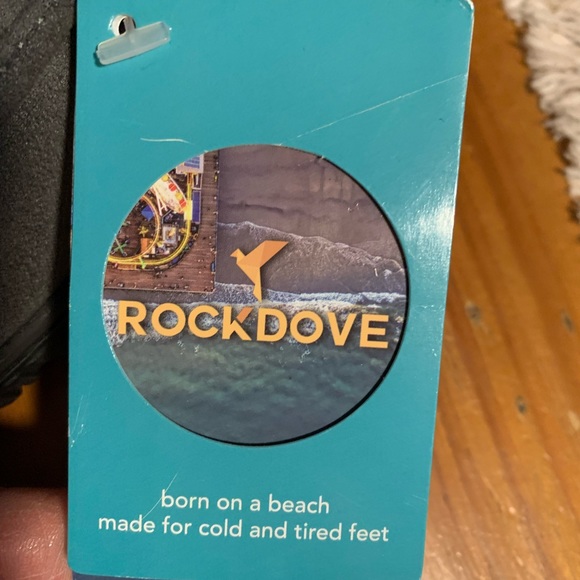 ROCKDOVE
born on a beach
made for cold and tired feet